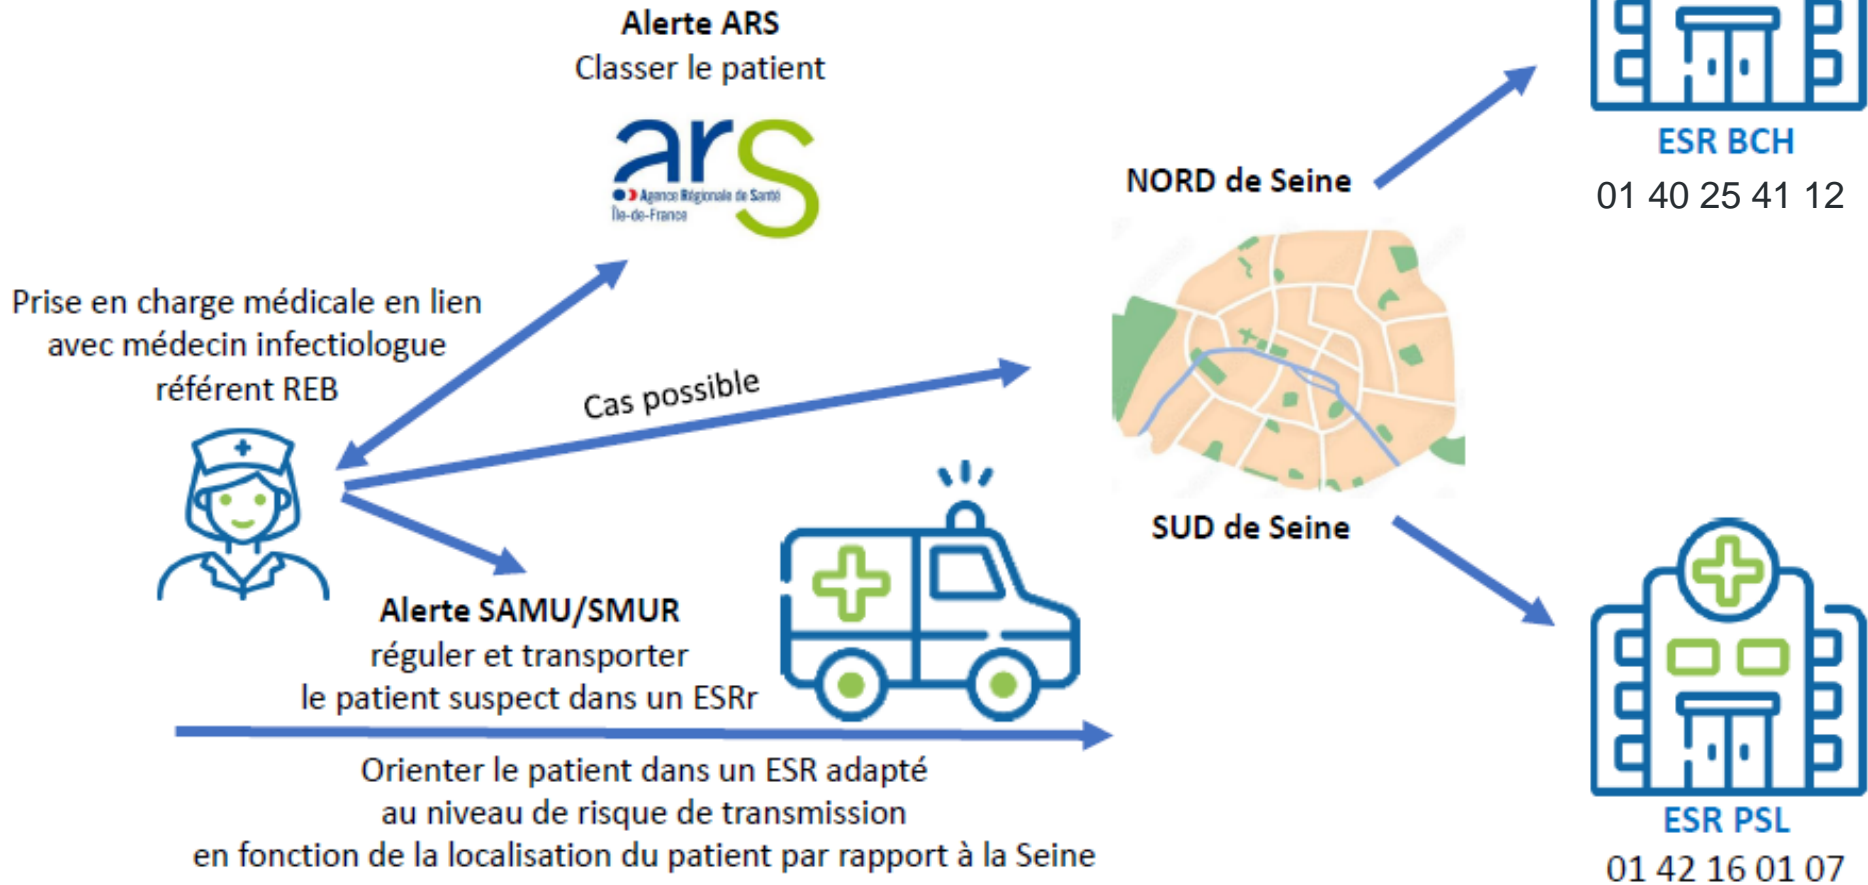 Alerte ARS
Classer le patient
ars
Agence Régionale de Santé
Île-de-France
Prise en charge médicale en lien
avec médecin infectiologue
référent REB
Cas possible
Alerte SAMU/SMUR
réguler et transporter
le patient suspect dans un ESRr
Orienter le patient dans un ESR adapté
au niveau de risque de transmission
en fonction de la localisation du patient par rapport à la Seine
NORD de Seine
SUD de Seine
ESR BCH
01 40 25 41 12
ESR PSL
01 42 16 01 07